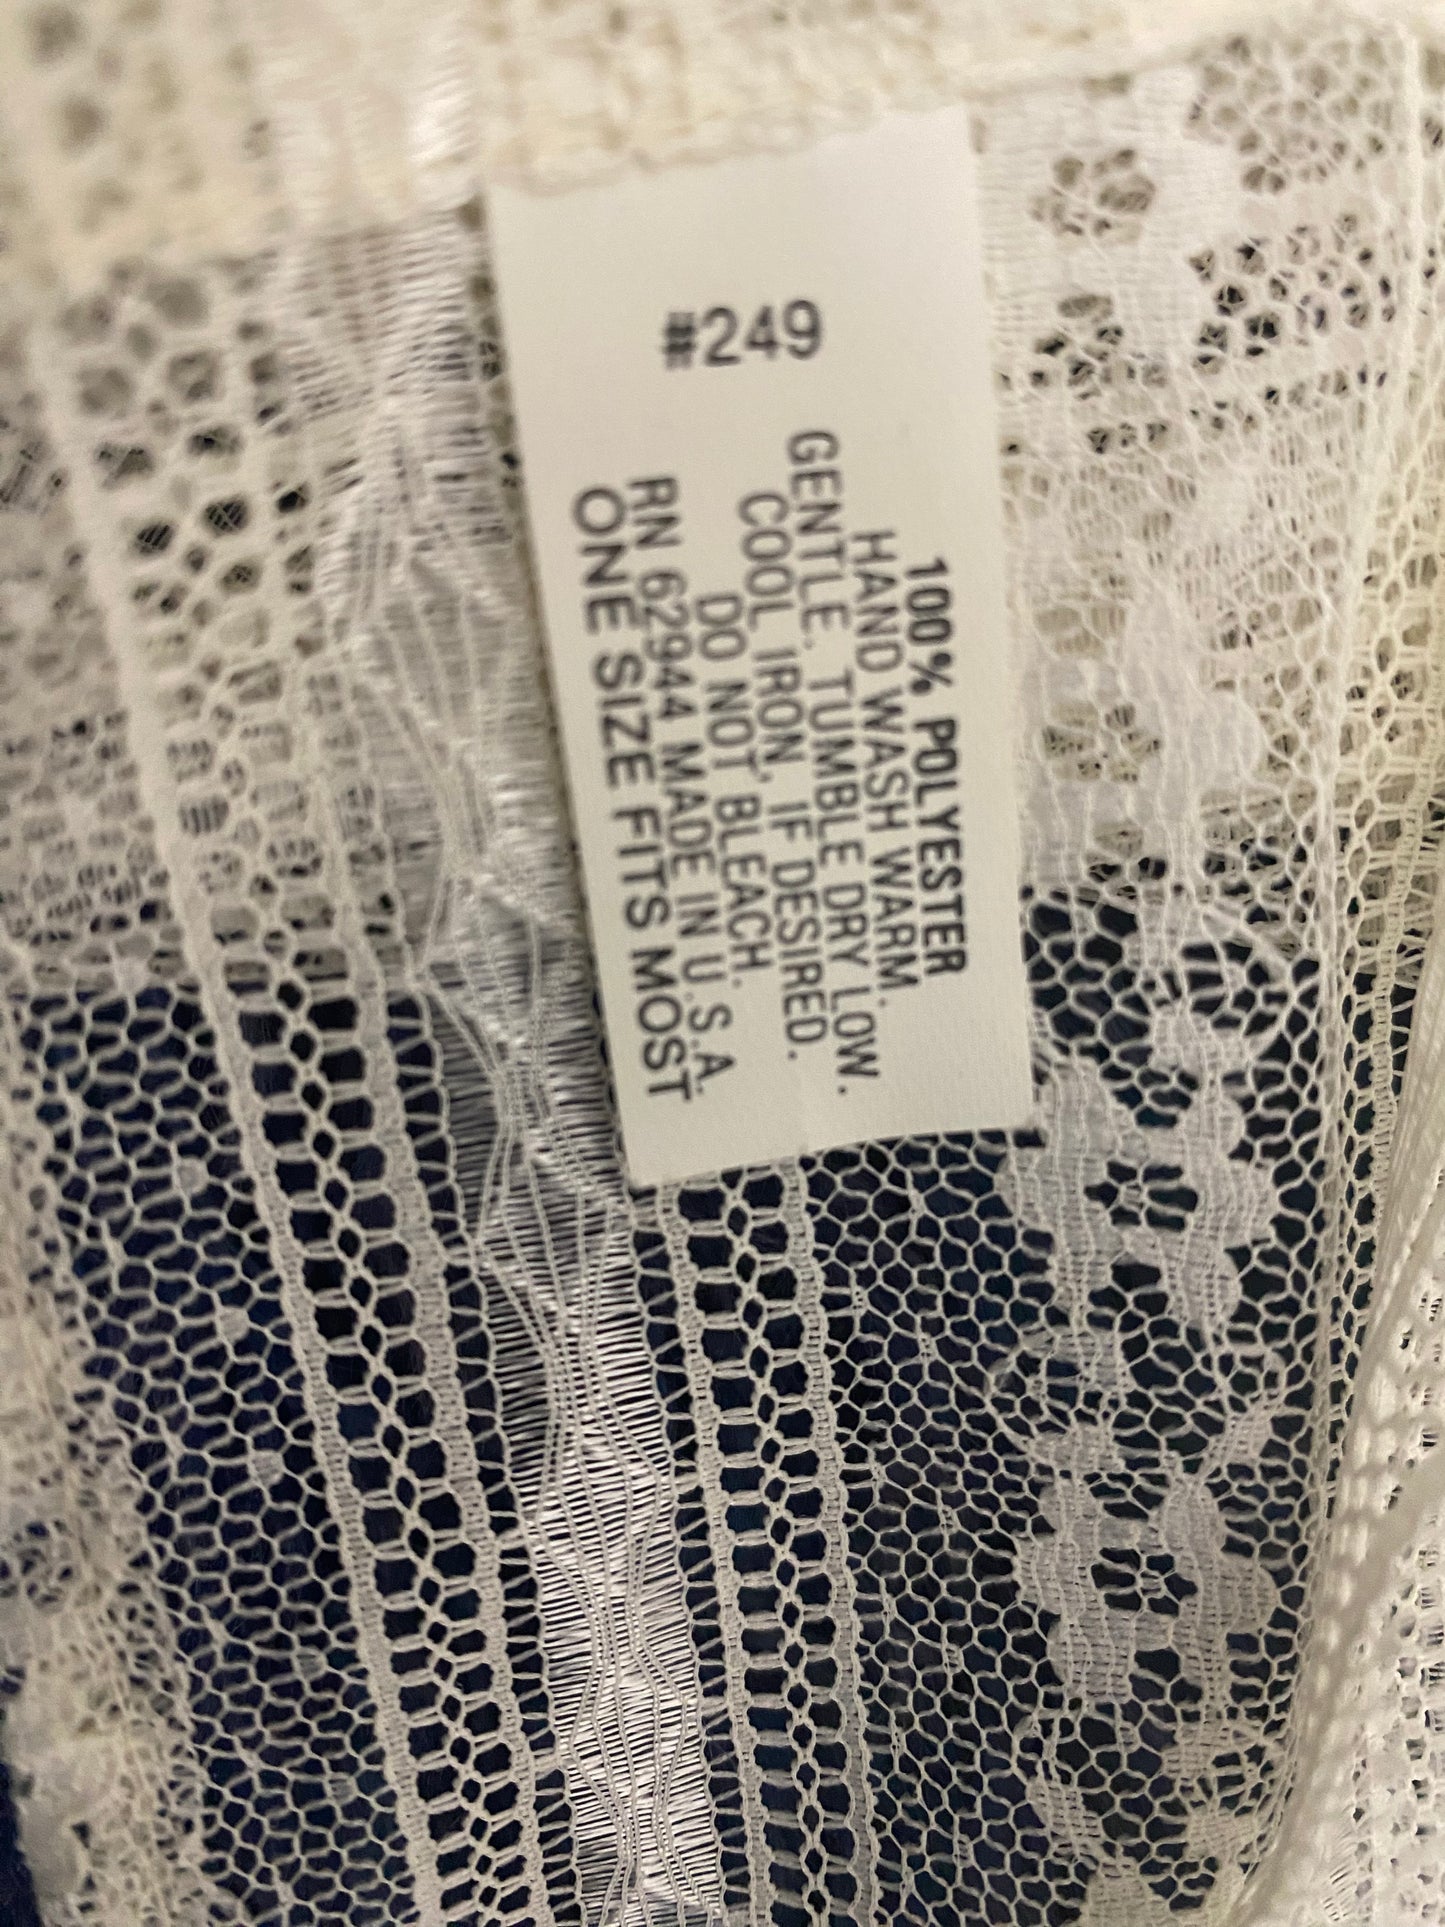 #249
100% POLYESTER
HAND WASH WARM.
GENTLE. TUMBLE DRY LOW.
COOL IRON, IF DESIRED.
DO NOT BLEACH.
RN 62944 MADE IN U.S.A.
ONE SIZE FITS MOST